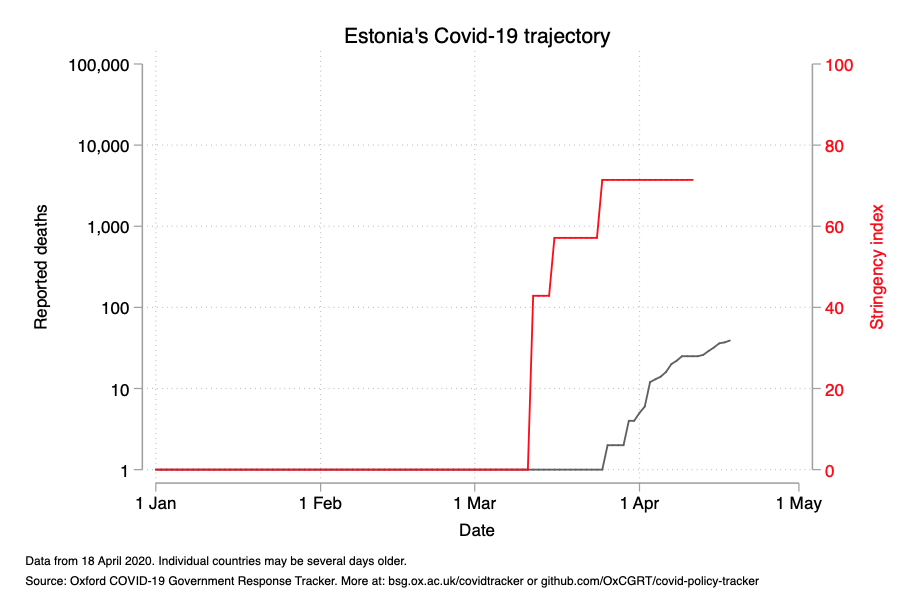 Estonia's Covid-19 trajectory
100,000
10,000
1,000
100
10
1
Reported deaths
100
80
60
40
20
0
Stringency index
1 Jan
1 Feb
1 Mar
1 Apr
1 May
Date
Data from 18 April 2020. Individual countries may be several days older.
Source: Oxford COVID-19 Government Response Tracker. More at: bsg.ox.ac.uk/covidtracker or github.com/OxCGRT/covid-policy-tracker